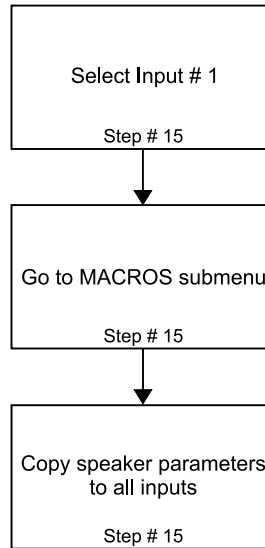 Select Input # 1
Step # 15
Go to MACROS submenu
Step # 15
Copy speaker parameters
to all inputs
Step # 15